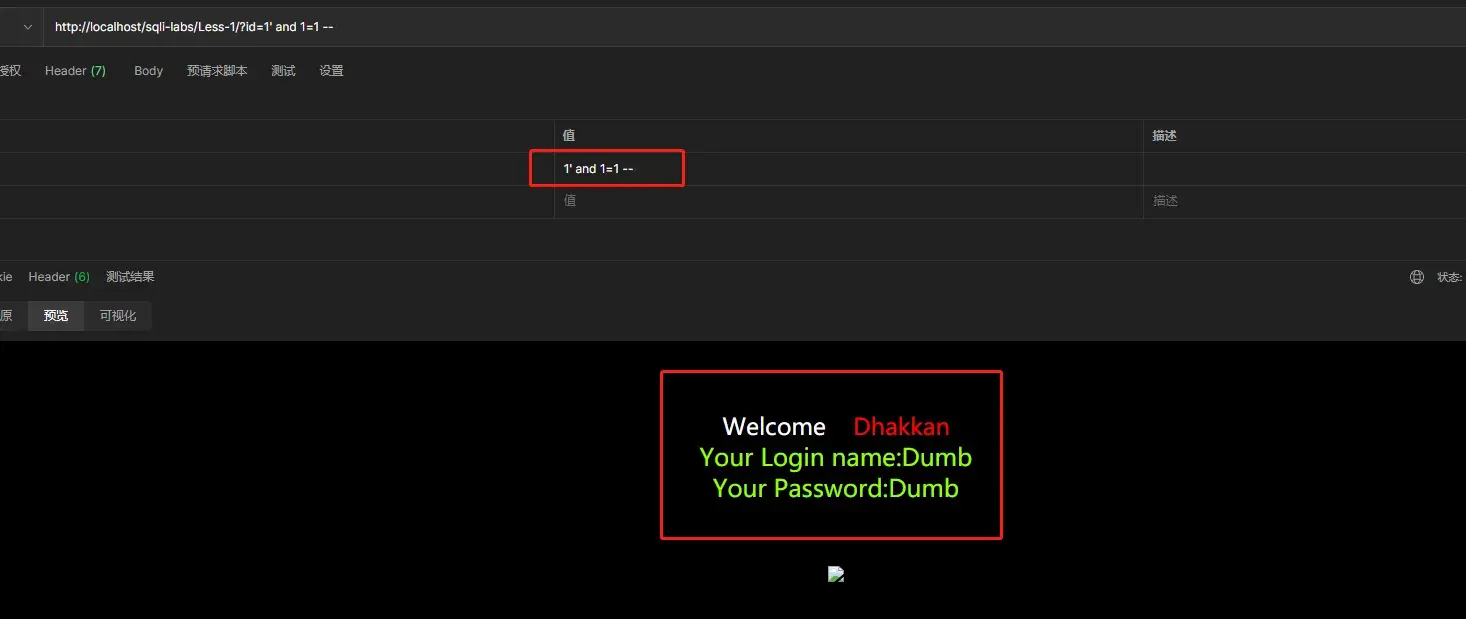 http://localhost/sqli-labs/Less-1/?id=1' and 1=1 --
授权 Header (7) Body 预请求脚本 测试 设置
值 描述
1' and 1=1 --
值 描述
kie Header (6) 测试结果 状态:
原 预览 可视化
Welcome Dhakkan
Your Login name:Dumb
Your Password:Dumb